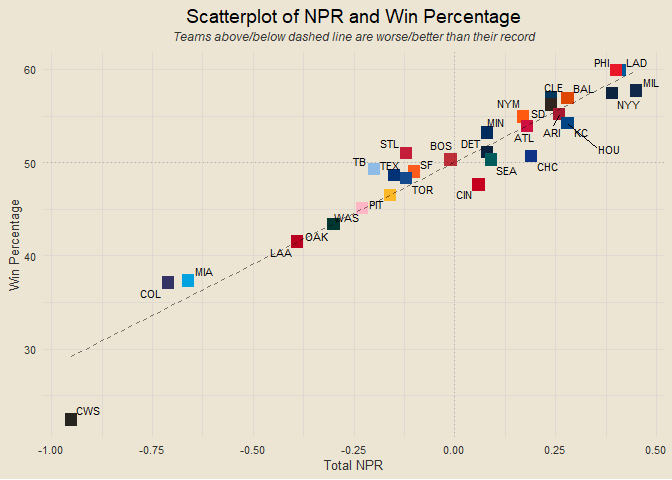 Scatterplot of NPR and Win Percentage
Teams above/below dashed line are worse/better than their record
Win Percentage
60
50
40
30
PHI LAD
MIL
CLE BAL
NYY
NYM SD
MIN ATL ARI KC
HOU
STL BOS DET
TB TEX SF SEA CHC
TOR CIN
PIT
WAS
OAK
LAA
MIA
COL
CWS
-1.00 -0.75 -0.50 -0.25 0.00 0.25 0.50
Total NPR